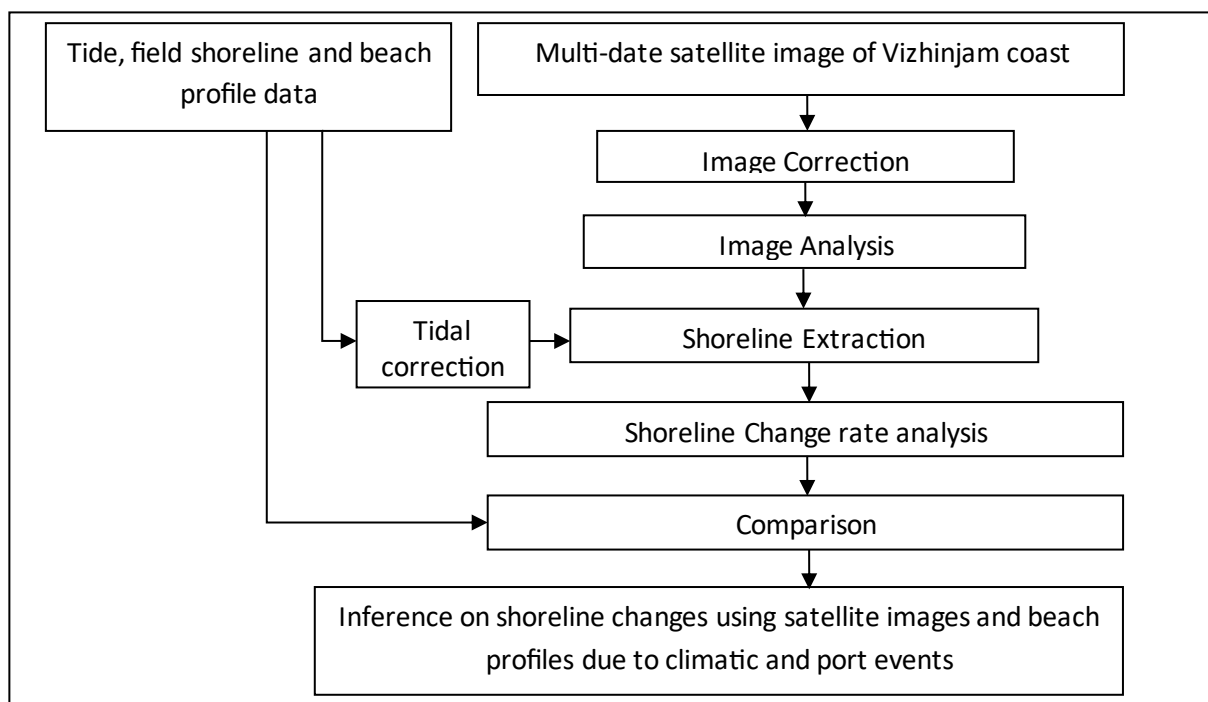 Tide, field shoreline and beach
profile data
Multi-date satellite image of Vizhinjam coast
Image Correction
Image Analysis
Tidal
correction
Shoreline Extraction
Shoreline Change rate analysis
Comparison
Inference on shoreline changes using satellite images and beach
profiles due to climatic and port events